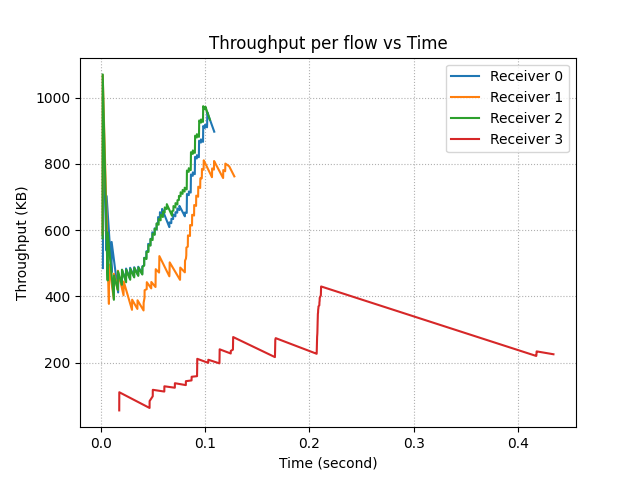 Throughput per flow vs Time
Receiver 0
Receiver 1
Receiver 2
Receiver 3
1000
800
600
400
200
Throughput (KB)
0.0 0.1 0.2 0.3 0.4
Time (second)